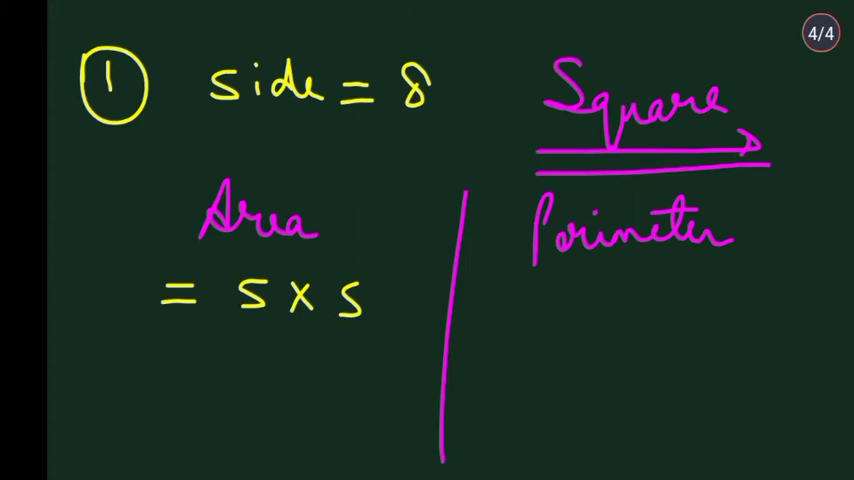 4/4
① side = 8
Square
Area
= s × s
Perimeter